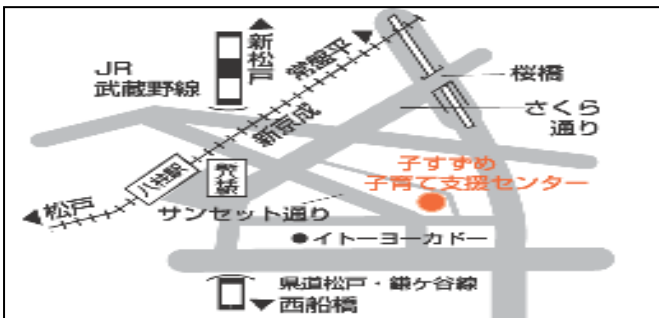 新松戸
常盤平
JR
武蔵野線
桜橋
さくら
通り
新京成
子すずめ
子育て支援センター
八柱駅
松戸
サンセット通り
イトーヨーカドー
県道松戸・鎌ケ谷線
西船橋